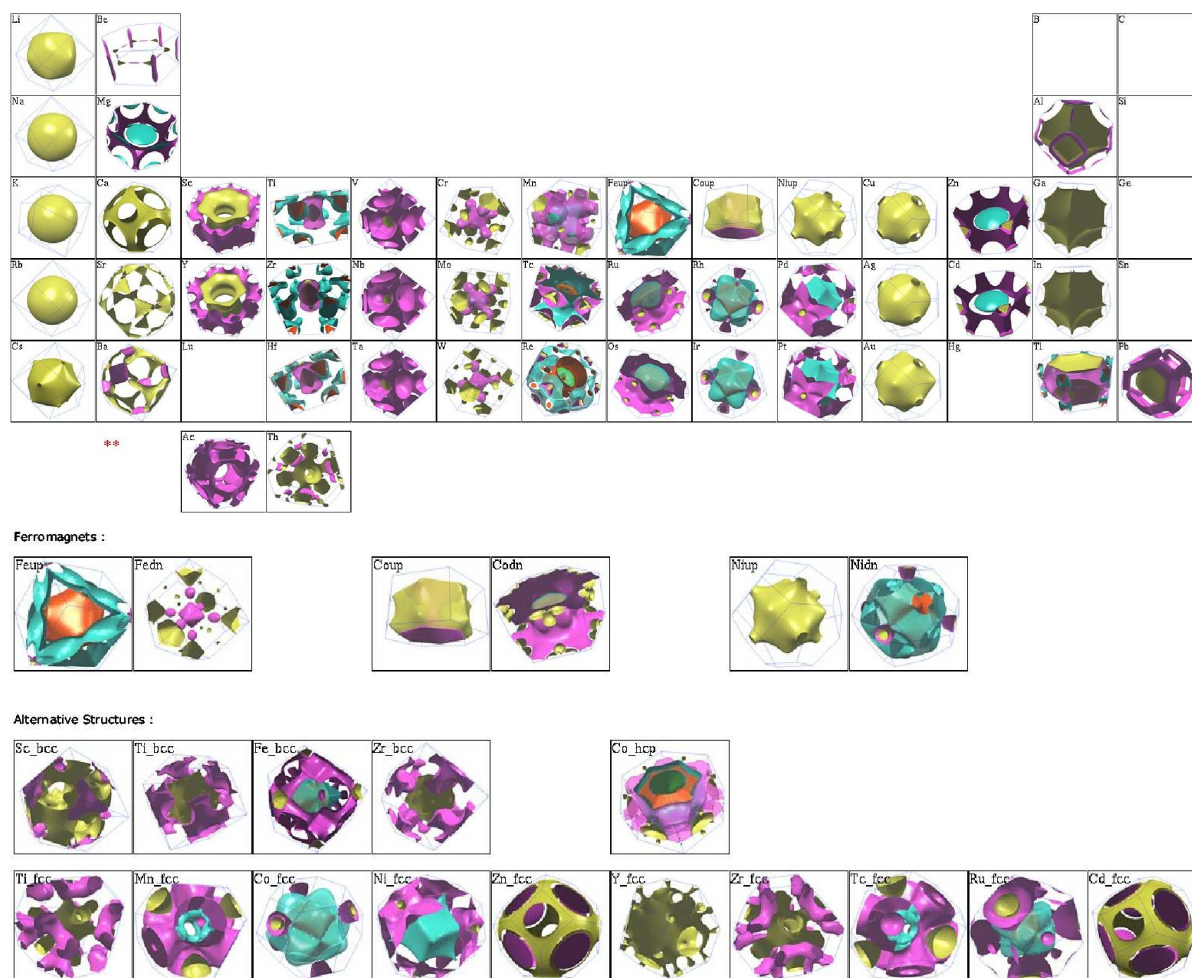 Li Be B C
Na Mg Al Si
K Ca Sc Ti V Cr Mn Feup Coup Niup Cu Zn Ga Ge
Rb Sr Y Zr Nb Mo Tc Ru Rh Pd Ag Cd In Sn
Cs Ba Lu Hf Ta W Re Os Ir Pt Au Hg Tl Pb
** Ac Th
Ferromagnets :
Feup Fedn Coup Codn Niup Nidn
Alternative Structures :
Sc_bcc Ti_bcc Fe_bcc Zr_bcc Co_hcp
Ti_fcc Mn_fcc Co_fcc Ni_fcc Zn_fcc Y_fcc Zr_fcc Tc_fcc Ru_fcc Cd_fcc